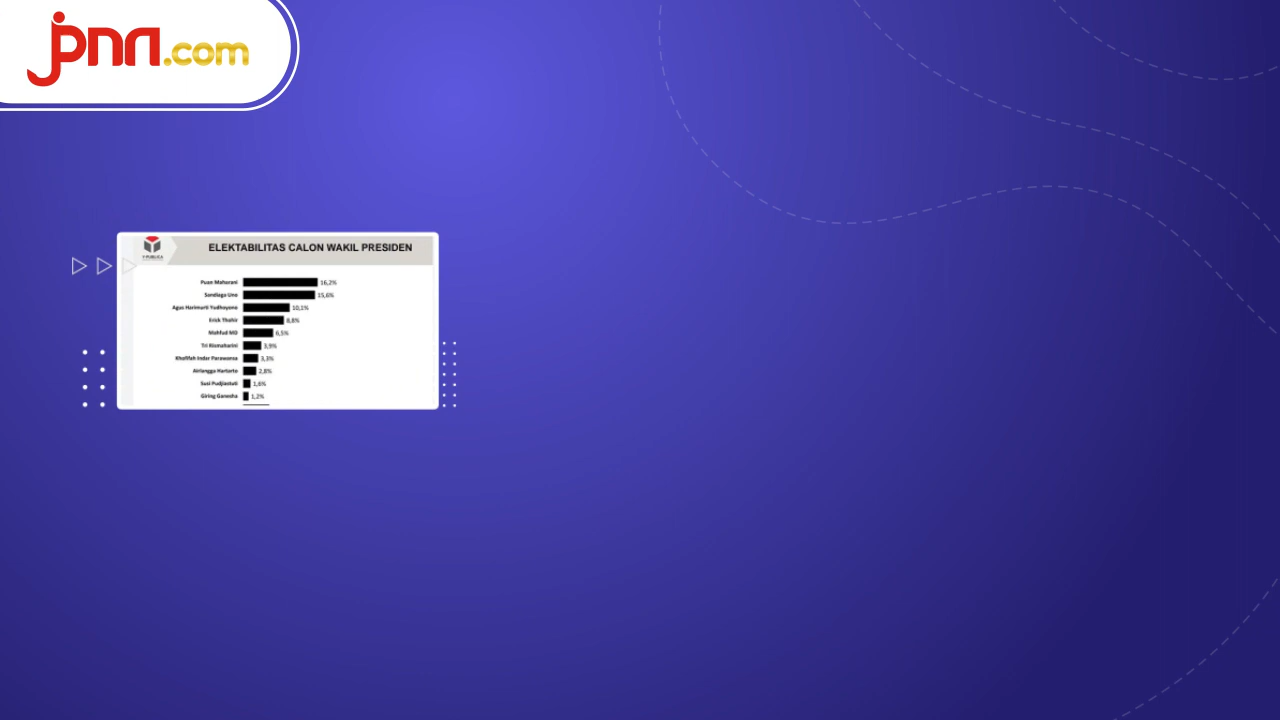 jpnn.com
ELEKTABILITAS CALON WAKIL PRESIDEN
Y-PUBLICA
Puan Maharani 16,2%
Sandiaga Uno 15,6%
Agus Harimurti Yudhoyono 10,1%
Erick Thohir 8,8%
Mahfud MD 6,5%
Tri Rismaharini 3,9%
Khofifah Indar Parawansa 3,3%
Airlangga Hartarto 2,8%
Susi Pudjiastuti 1,6%
Giring Ganesha 1,2%